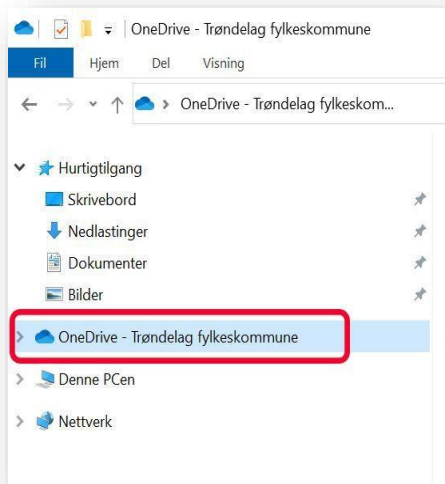 OneDrive - Trøndelag fylkeskommune
Fil Hjem Del Visning
OneDrive - Trøndelag fylkeskom...
Hurtigtilgang
Skrivebord
Nedlastinger
Dokumenter
Bilder
OneDrive - Trøndelag fylkeskommune
Denne PCen
Nettverk